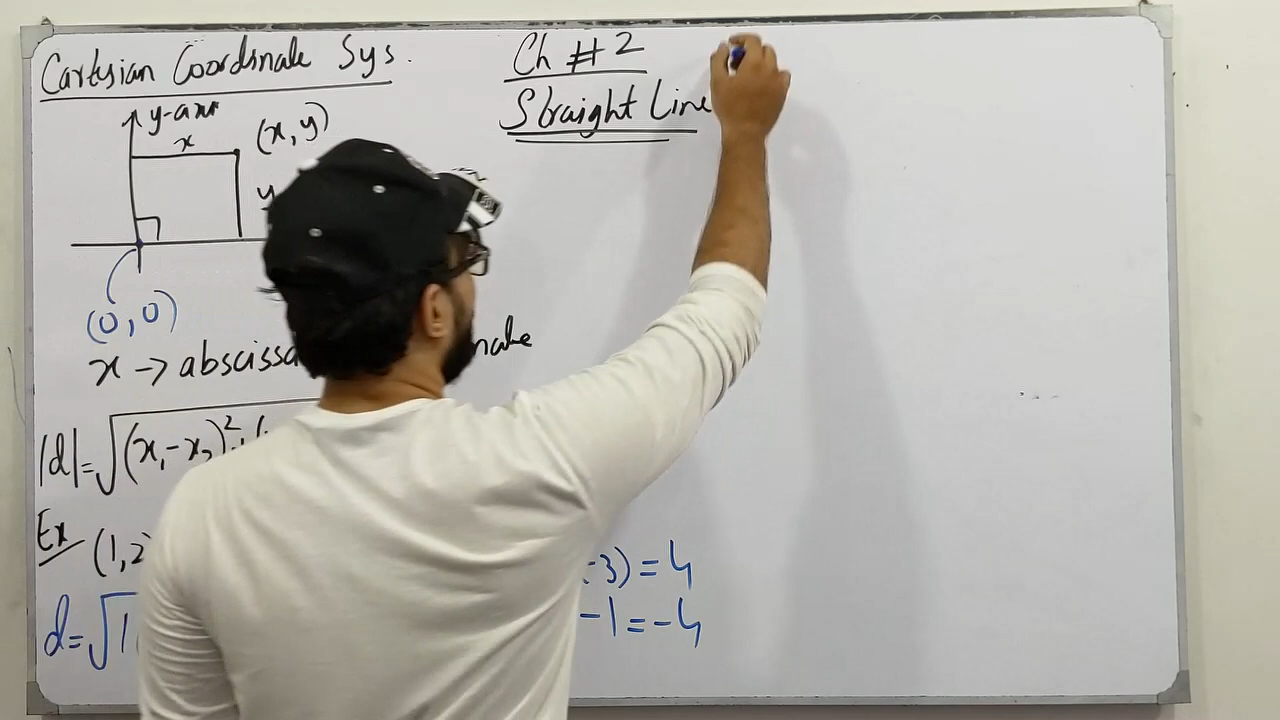 Cartesian Coordinate Sys.
Ch # 2
Straight Line
y-axis
x
(x, y)
y
(0, 0)
x → abscissa
|d| = √(x₁ - x₂)² + (
Ex (1, 2)
-3) = 4
d = √1
-1 = -4